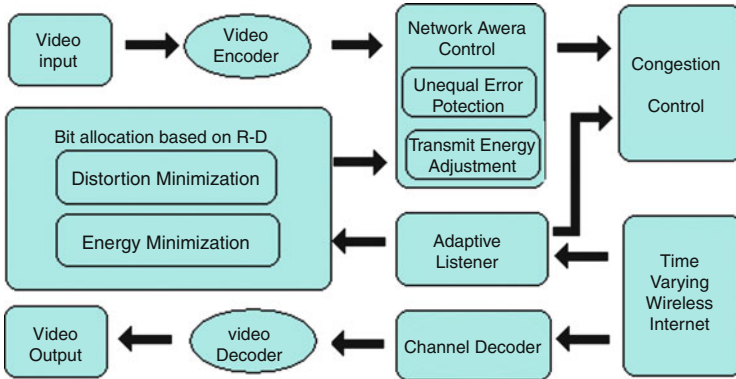 Video
input
Video
Encoder
Network Awera
Control
Unequal Error
Potection
Transmit Energy
Adjustment
Congestion
Control
Bit allocation based on R-D
Distortion Minimization
Energy Minimization
Adaptive
Listener
Time
Varying
Wireless
Internet
Video
Output
video
Decoder
Channel Decoder